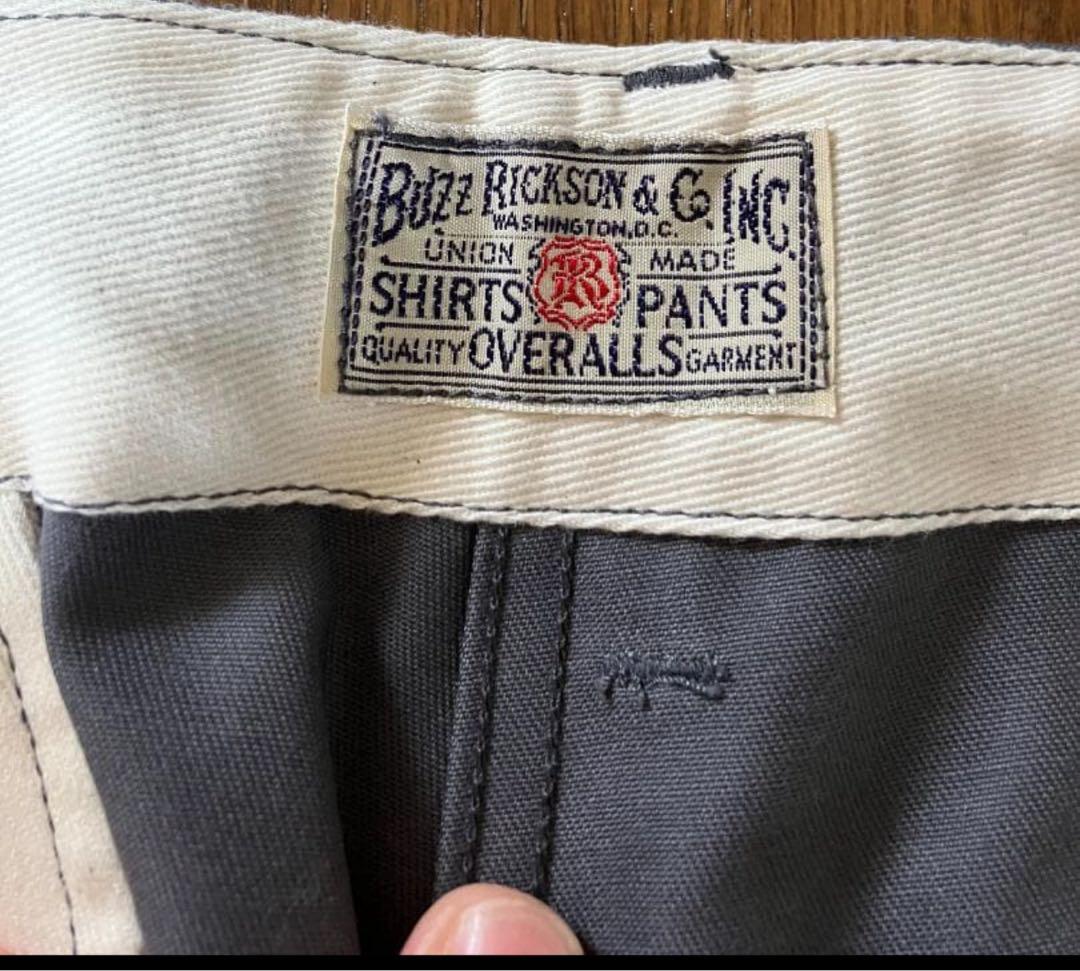 BUZZ RICKSON & Co. INC.
WASHINGTON, D.C.
UNION MADE
SHIRTS R PANTS
QUALITY OVERALLS GARMENT